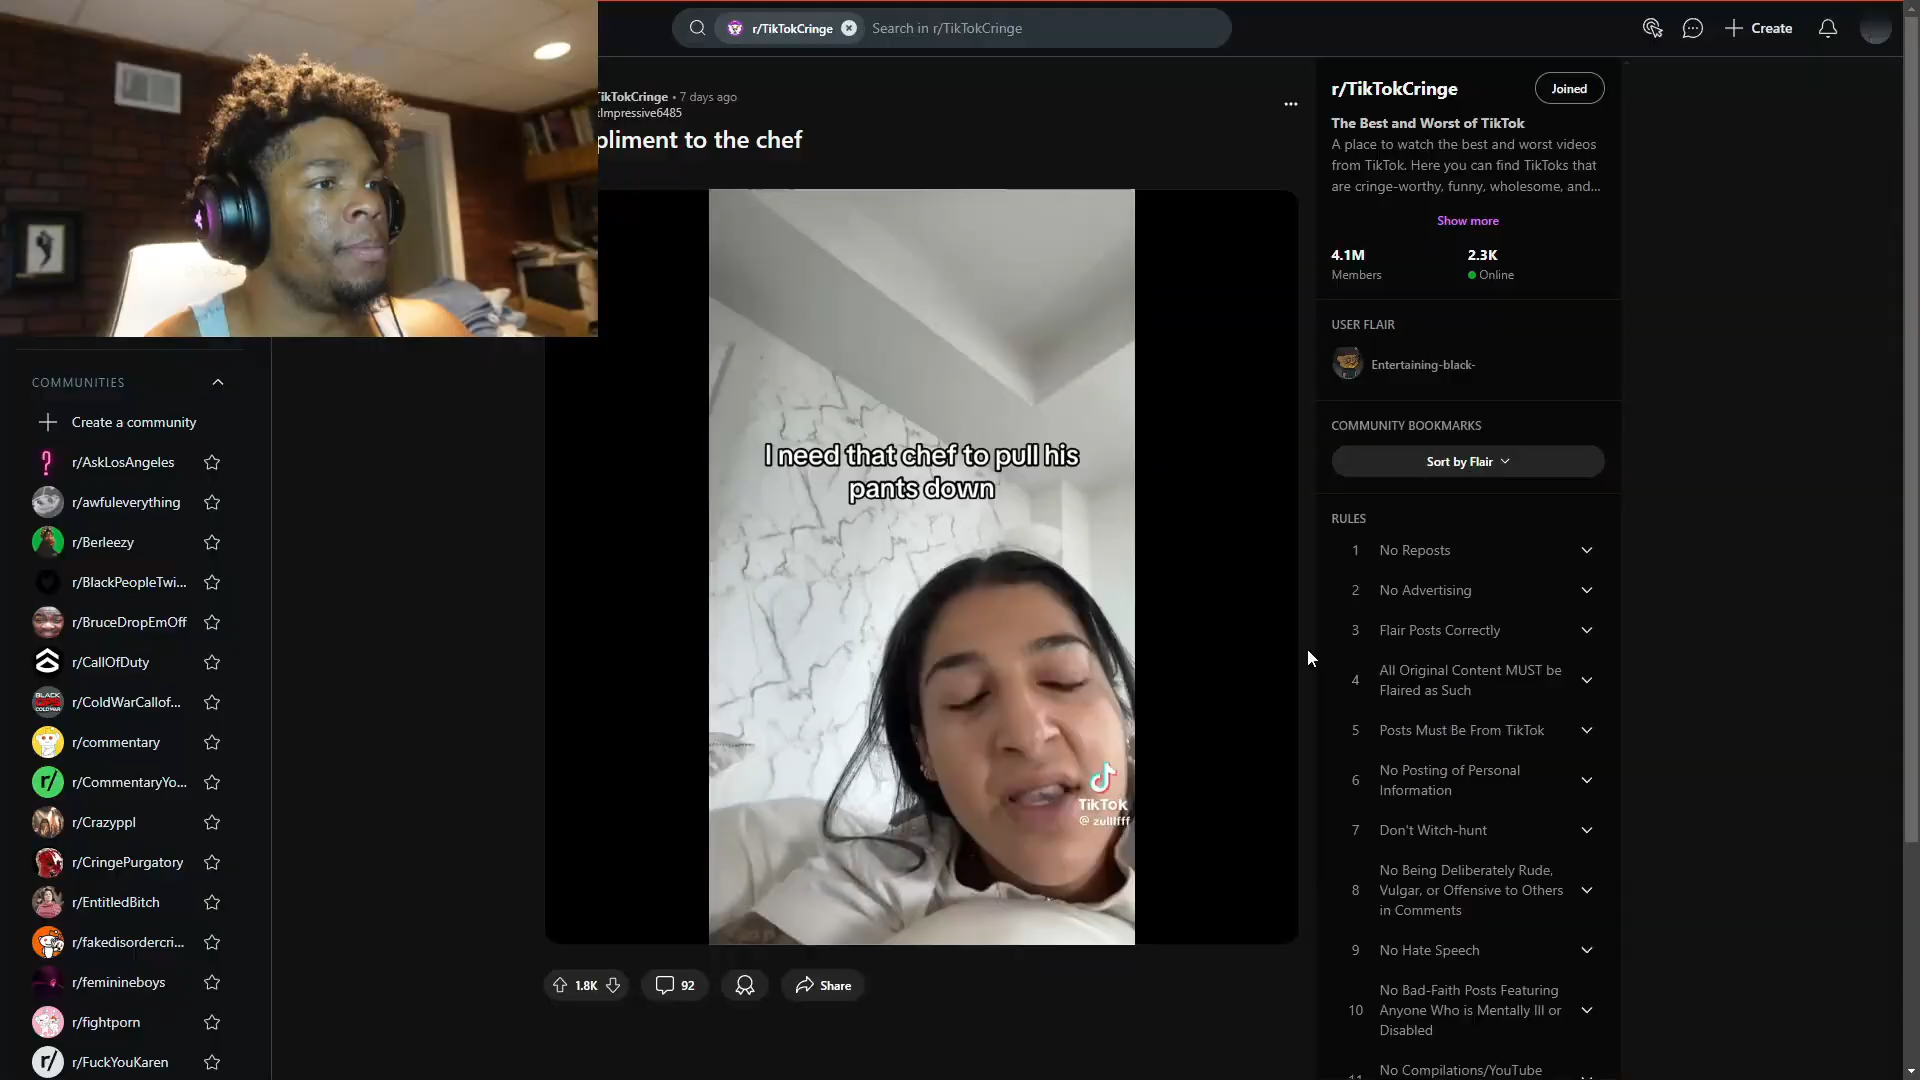 r/TikTokCringe
Search in r/TikTokCringe
Create
ikTokCringe • 7 days ago
Impressive6485
pliment to the chef
I need that chef to pull his
pants down
TikTok
@ zulllfff
1.8K
92
Share
COMMUNITIES
Create a community
r/AskLosAngeles
r/awfuleverything
r/Berleezy
r/BlackPeopleTwi...
r/BruceDropEmOff
r/CallOfDuty
BLACK
OPS
COLD WAR
r/ColdWarCallof...
r/commentary
r/
r/CommentaryYo...
r/Crazyppl
r/CringePurgatory
r/EntitledBitch
r/fakedisordercri...
r/feminineboys
r/fightporn
r/
r/FuckYouKaren
r/TikTokCringe
Joined
The Best and Worst of TikTok
A place to watch the best and worst videos
from TikTok. Here you can find TikToks that
are cringe-worthy, funny, wholesome, and...
Show more
4.1M
Members
2.3K
Online
USER FLAIR
Entertaining-black-
COMMUNITY BOOKMARKS
Sort by Flair
RULES
1 No Reposts
2 No Advertising
3 Flair Posts Correctly
4 All Original Content MUST be
Flaired as Such
5 Posts Must Be From TikTok
6 No Posting of Personal
Information
7 Don't Witch-hunt
8 No Being Deliberately Rude,
Vulgar, or Offensive to Others
in Comments
9 No Hate Speech
10 No Bad-Faith Posts Featuring
Anyone Who is Mentally Ill or
Disabled
No Compilations/YouTube